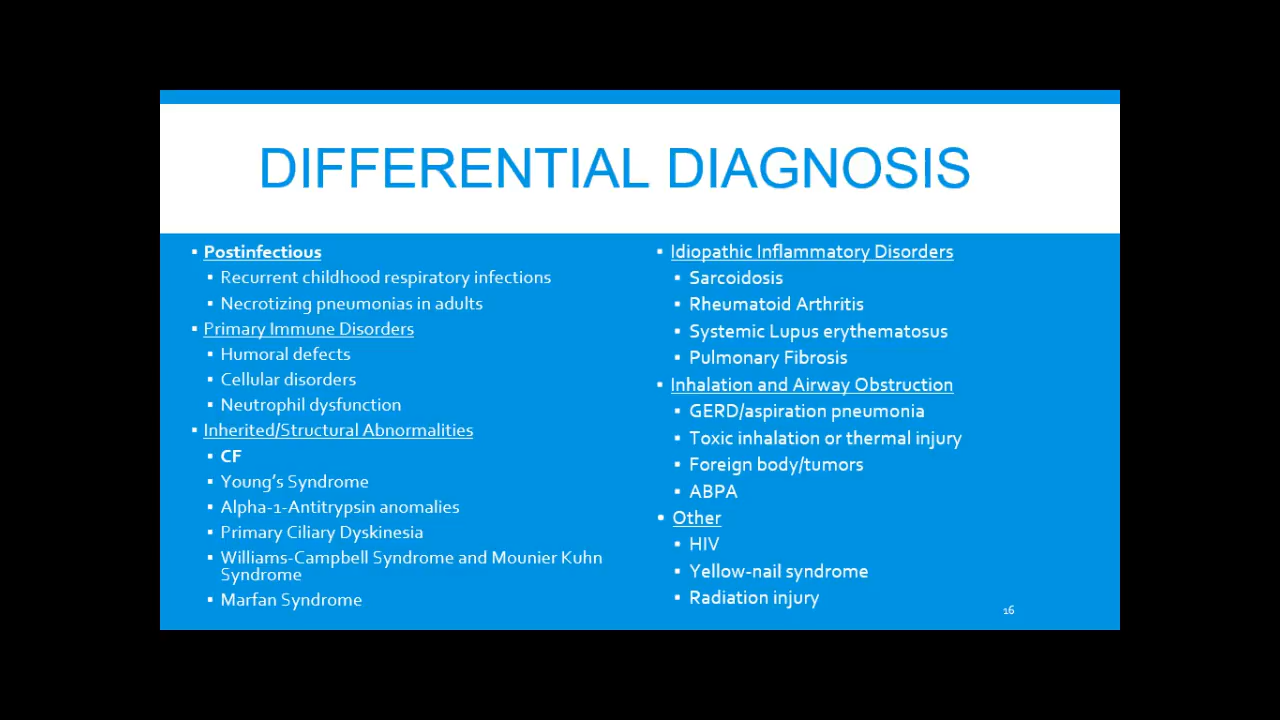 DIFFERENTIAL DIAGNOSIS
▪ Postinfectious
▪ Recurrent childhood respiratory infections
▪ Necrotizing pneumonias in adults
▪ Primary Immune Disorders
▪ Humoral defects
▪ Cellular disorders
▪ Neutrophil dysfunction
▪ Inherited/Structural Abnormalities
▪ CF
▪ Young's Syndrome
▪ Alpha-1-Antitrypsin anomalies
▪ Primary Ciliary Dyskinesia
▪ Williams-Campbell Syndrome and Mounier Kuhn
Syndrome
▪ Marfan Syndrome
▪ Idiopathic Inflammatory Disorders
▪ Sarcoidosis
▪ Rheumatoid Arthritis
▪ Systemic Lupus erythematosus
▪ Pulmonary Fibrosis
▪ Inhalation and Airway Obstruction
▪ GERD/aspiration pneumonia
▪ Toxic inhalation or thermal injury
▪ Foreign body/tumors
▪ ABPA
▪ Other
▪ HIV
▪ Yellow-nail syndrome
▪ Radiation injury
16